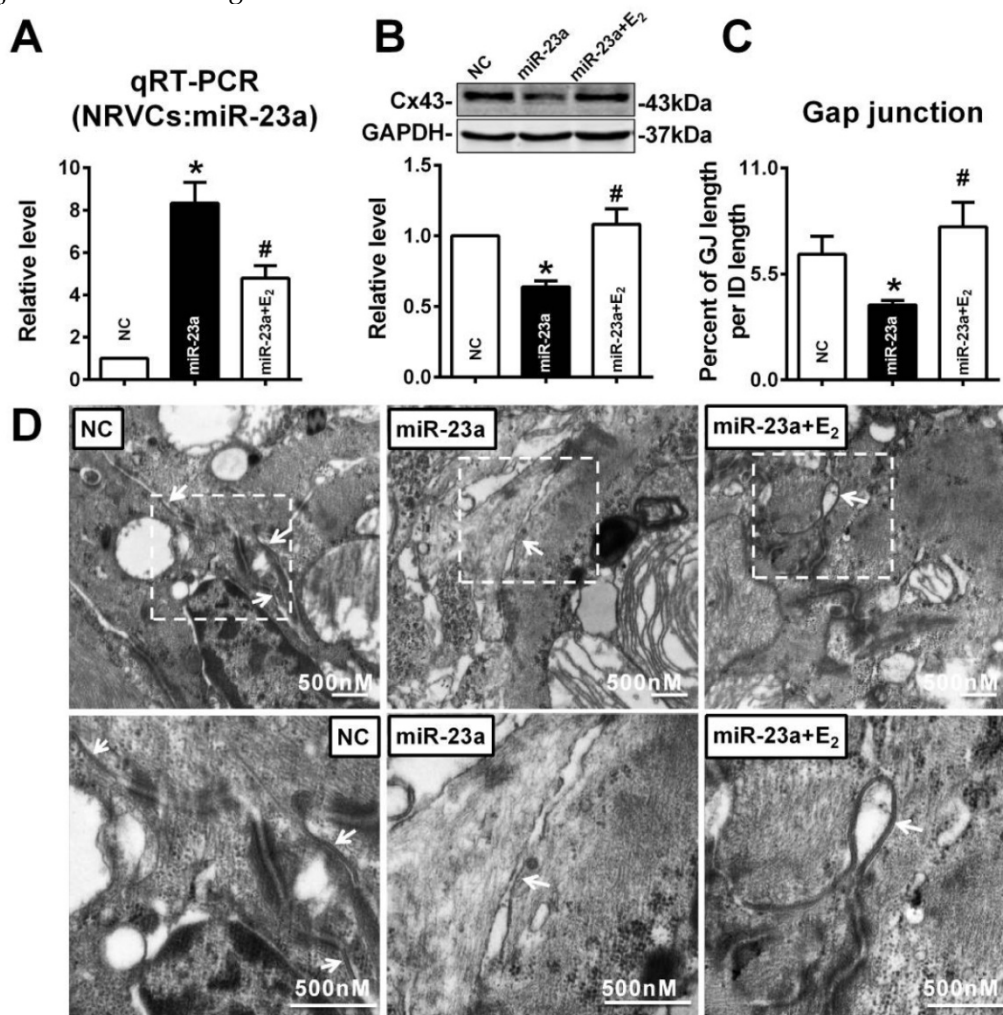 A
qRT-PCR
(NRVCs:miR-23a)
Relative level
10
8
6
4
2
0
NC
*
miR-23a
#
miR-23a+E₂
B
NC
miR-23a
miR-23a+E₂
Cx43-
-43kDa
GAPDH-
-37kDa
Relative level
1.5
1.0
0.5
0.0
NC
*
miR-23a
#
miR-23a+E₂
C
Gap junction
Percent of GJ length
per ID length
11.0
5.5
0.0
NC
*
miR-23a
#
miR-23a+E₂
D
NC
500nM
miR-23a
500nM
miR-23a+E₂
500nM
NC
500nM
miR-23a
500nM
miR-23a+E₂
500nM